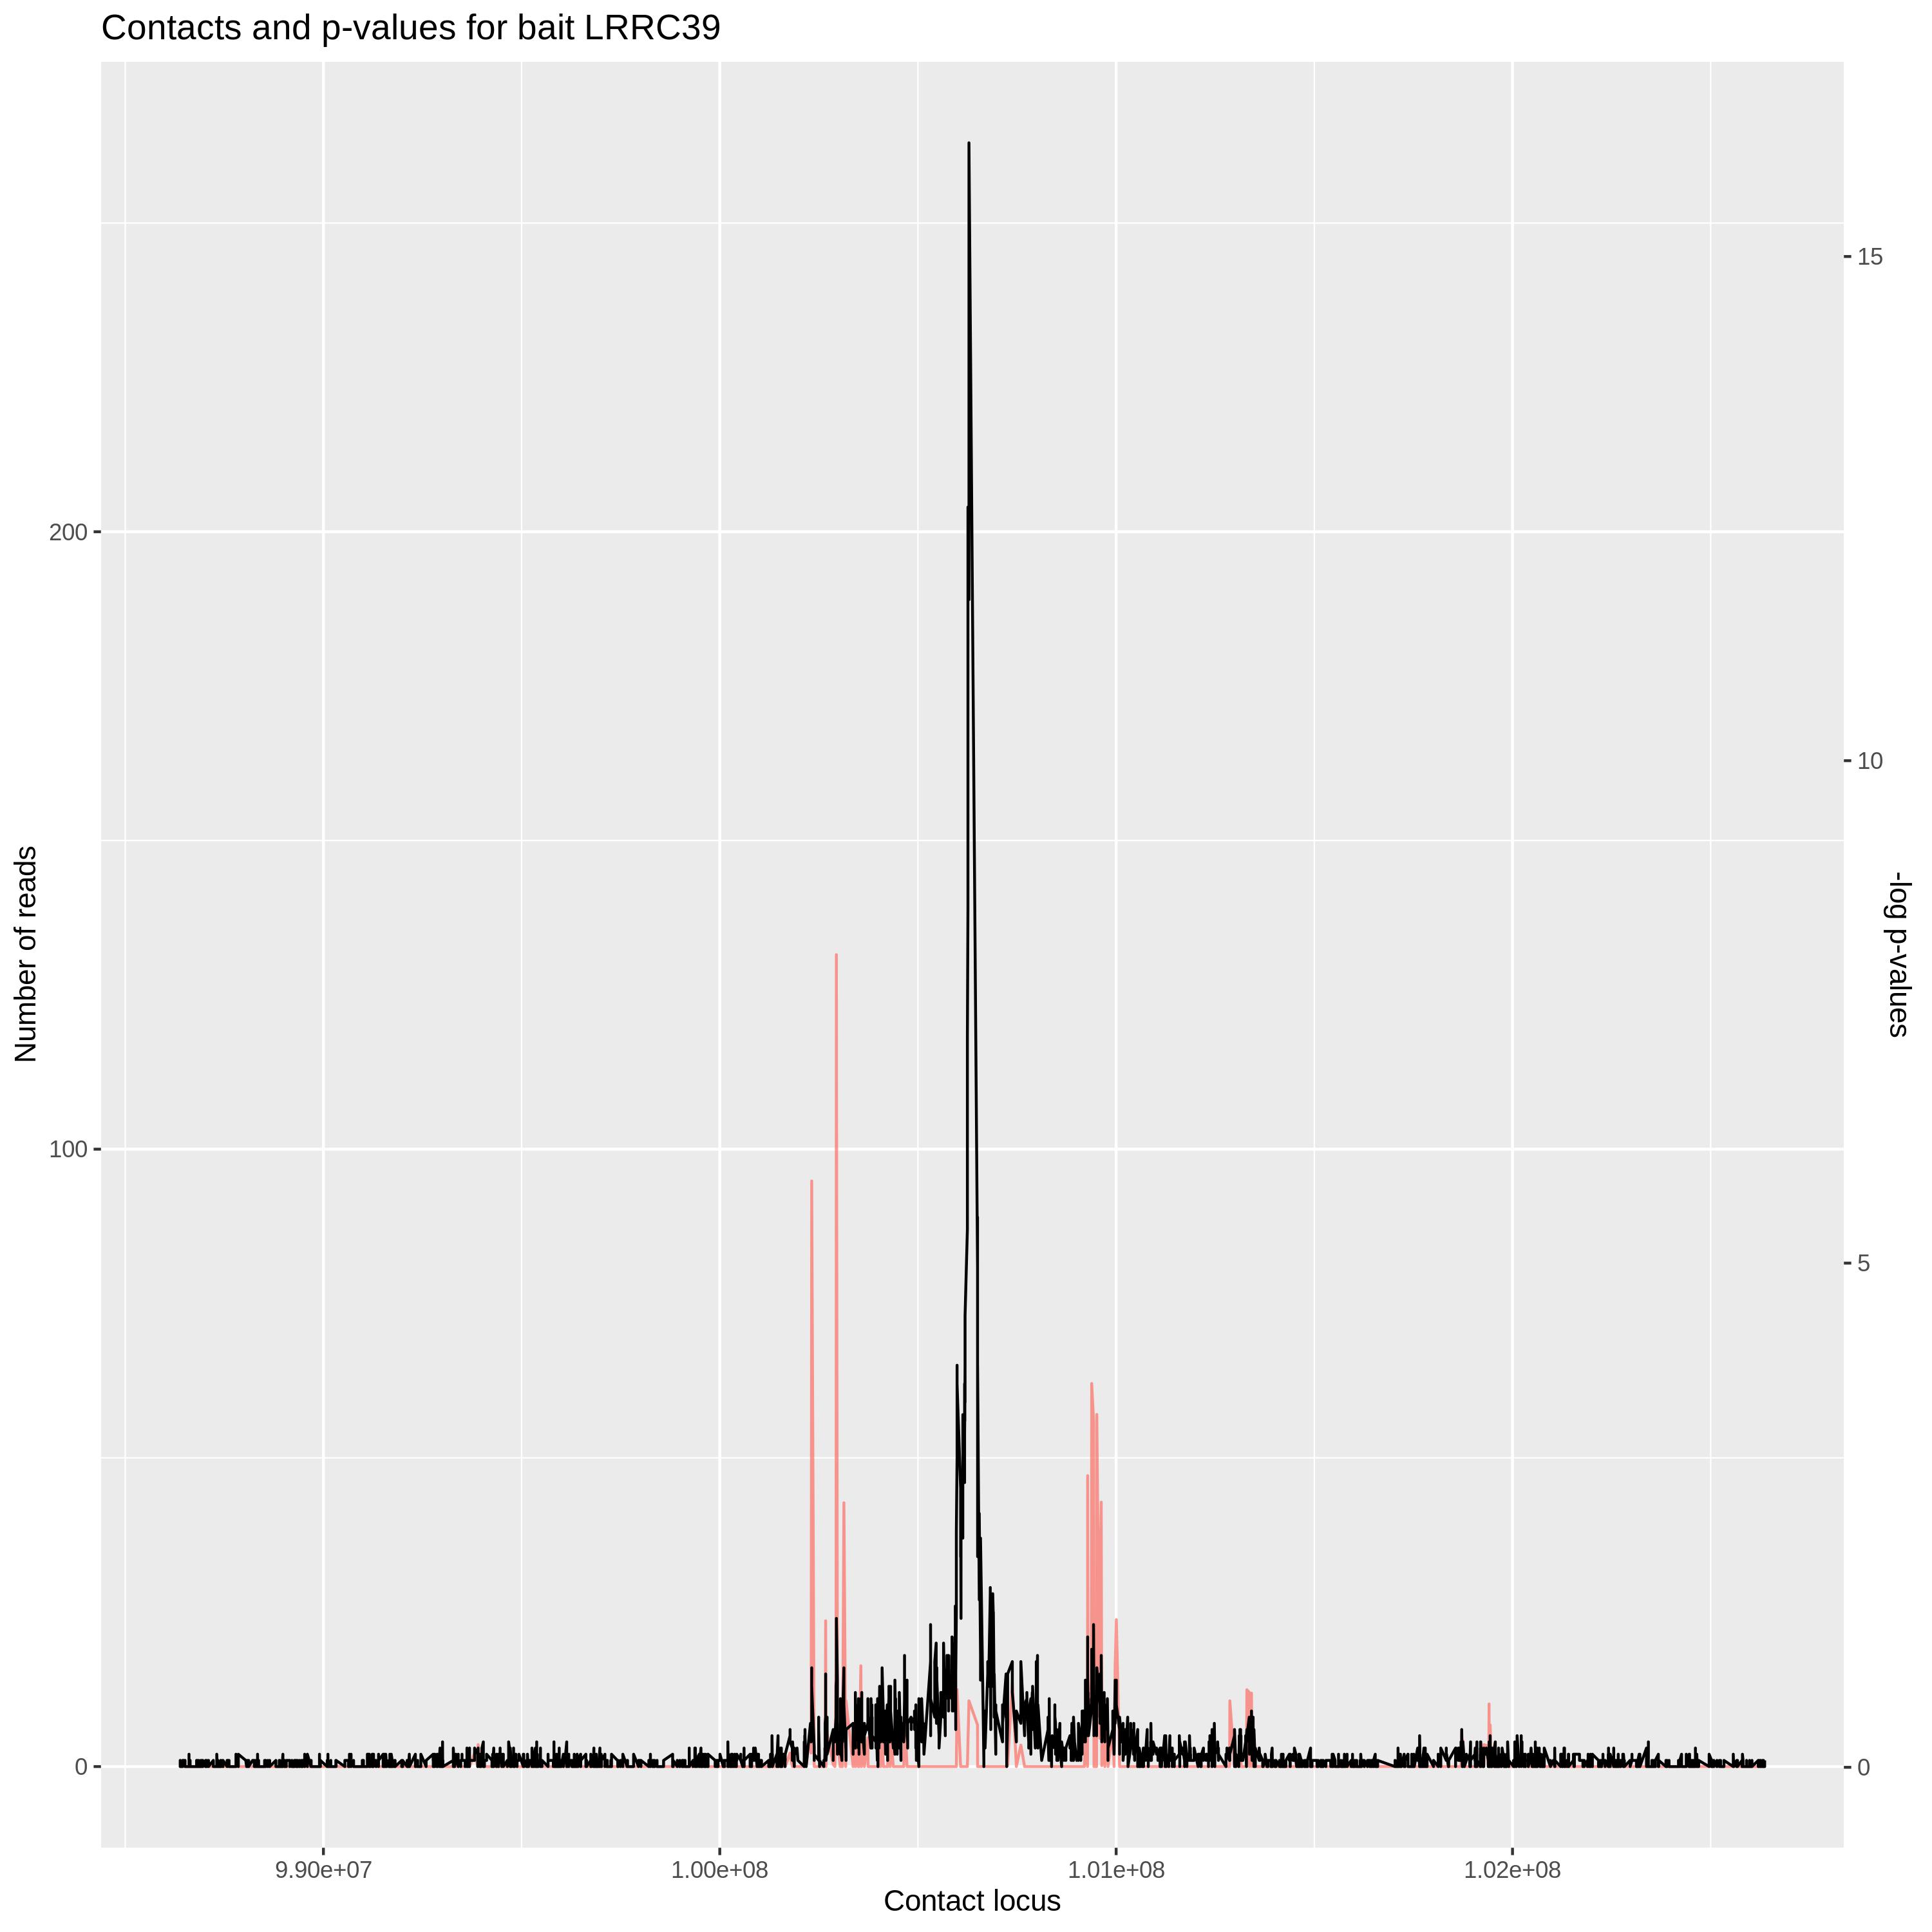 Contacts and p-values for bait LRRC39
200
100
0
Number of reads
15
10
5
0
-log p-values
9.90e+07
1.00e+08
1.01e+08
1.02e+08
Contact locus